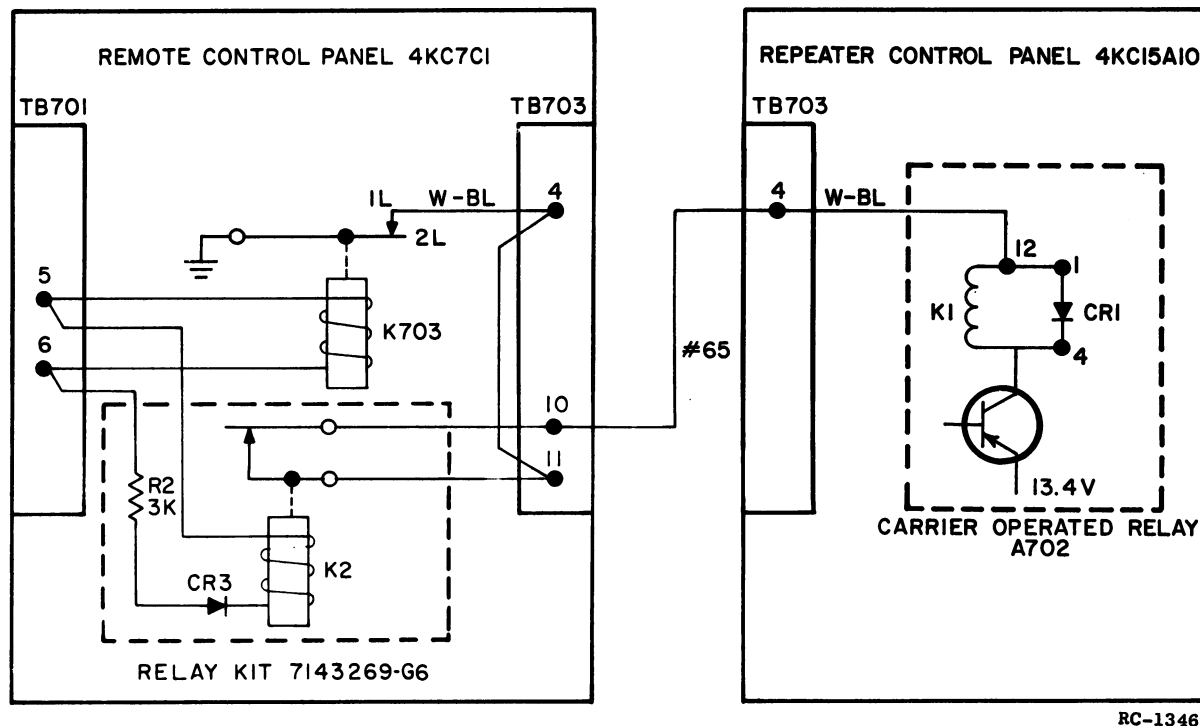 REMOTE CONTROL PANEL 4KC7C1
REPEATER CONTROL PANEL 4KC15A10
TB701
TB703
TB703
1L
W-BL
4
4
W-BL
2L
12
1
5
K703
K1
CR1
6
#65
4
10
R2
3K
11
13.4V
CARRIER OPERATED RELAY
A702
K2
CR3
RELAY KIT 7143269-G6
RC-1346